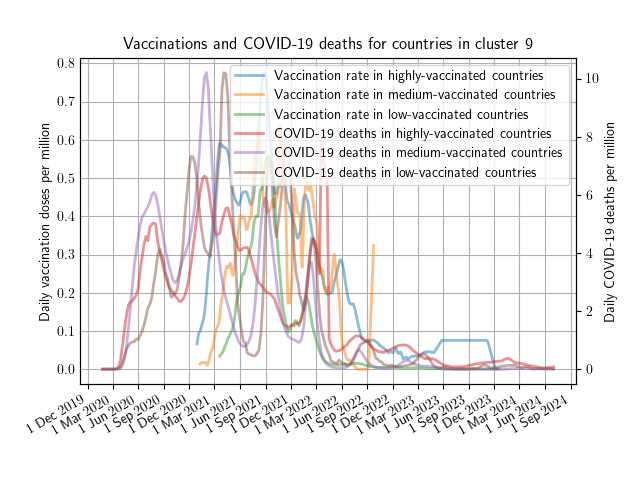 Vaccinations and COVID-19 deaths for countries in cluster 9
Vaccination rate in highly-vaccinated countries
Vaccination rate in medium-vaccinated countries
Vaccination rate in low-vaccinated countries
COVID-19 deaths in highly-vaccinated countries
COVID-19 deaths in medium-vaccinated countries
COVID-19 deaths in low-vaccinated countries
Daily vaccination doses per million
0.8
0.7
0.6
0.5
0.4
0.3
0.2
0.1
0.0
10
8
6
4
2
0
Daily COVID-19 deaths per million
1 Dec 2019
1 Mar 2020
1 Jun 2020
1 Sep 2020
1 Dec 2020
1 Mar 2021
1 Jun 2021
1 Sep 2021
1 Dec 2021
1 Mar 2022
1 Jun 2022
1 Sep 2022
1 Dec 2022
1 Mar 2023
1 Jun 2023
1 Sep 2023
1 Dec 2023
1 Mar 2024
1 Jun 2024
1 Sep 2024